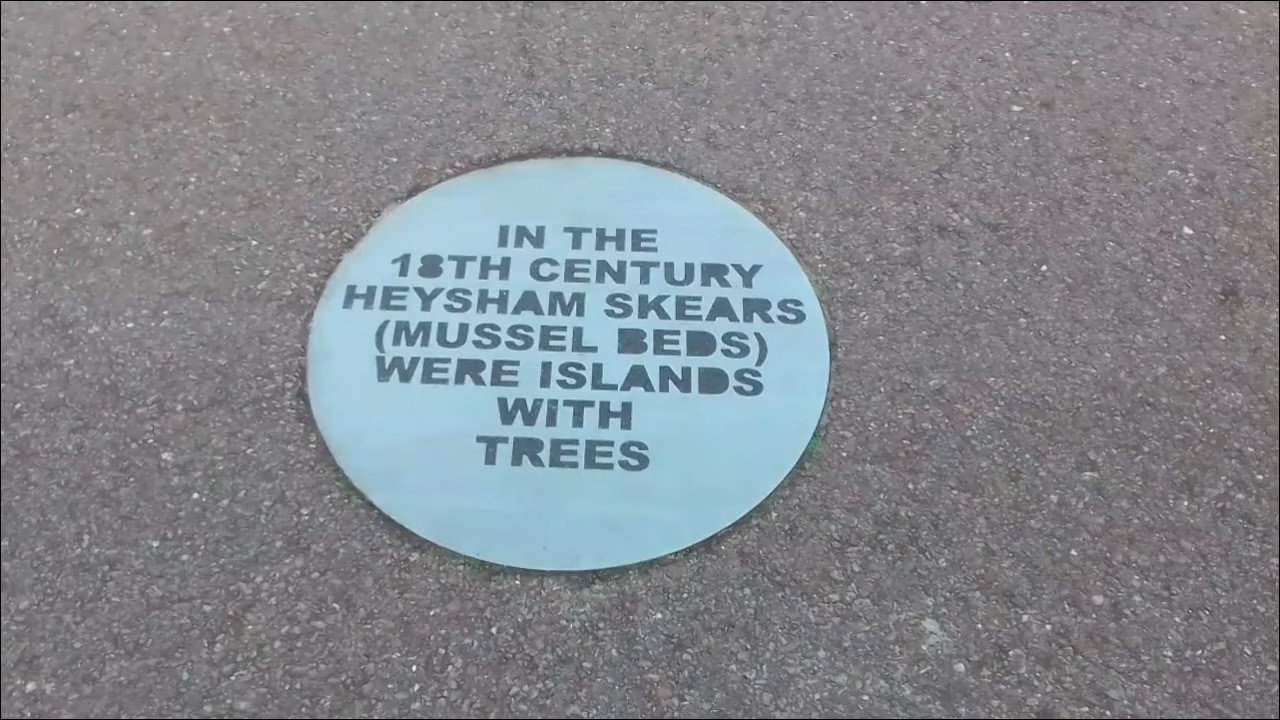 IN THE
18TH CENTURY
HEYSHAM SKEARS
(MUSSEL BEDS)
WERE ISLANDS
WITH
TREES